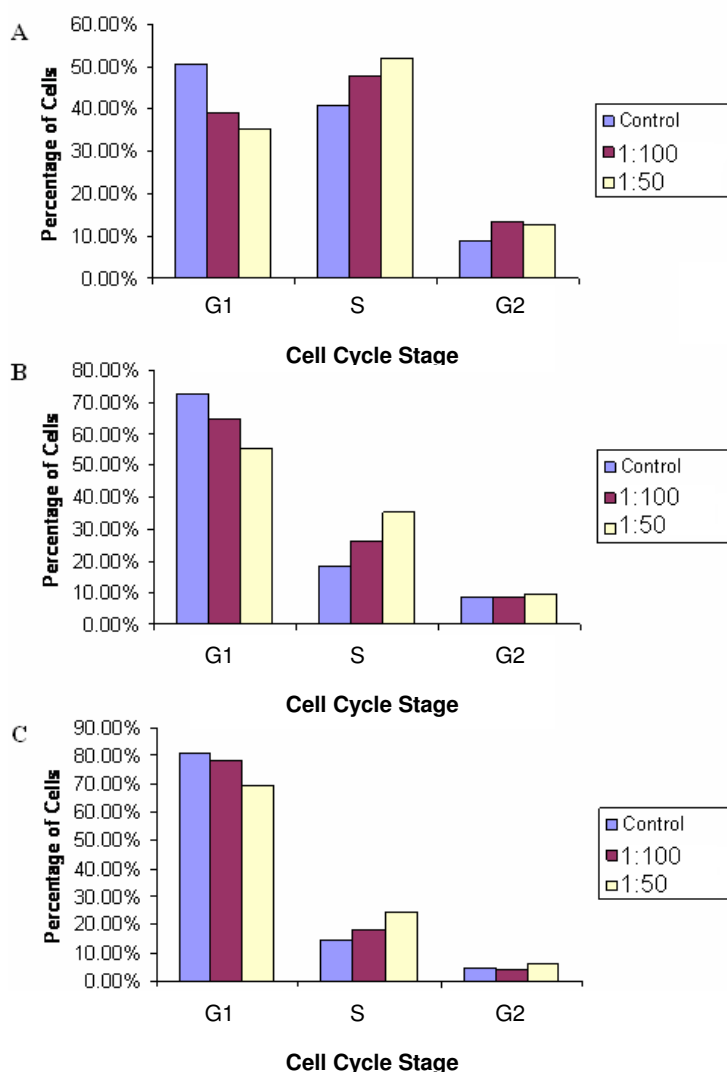 A
60.00%
50.00%
40.00%
30.00%
20.00%
10.00%
0.00%
Percentage of Cells
G1 S G2
Cell Cycle Stage
Control
1:100
1:50
B
80.00%
70.00%
60.00%
50.00%
40.00%
30.00%
20.00%
10.00%
0.00%
Percentage of Cells
G1 S G2
Cell Cycle Stage
Control
1:100
1:50
C
90.00%
80.00%
70.00%
60.00%
50.00%
40.00%
30.00%
20.00%
10.00%
0.00%
Percentage of Cells
G1 S G2
Cell Cycle Stage
Control
1:100
1:50